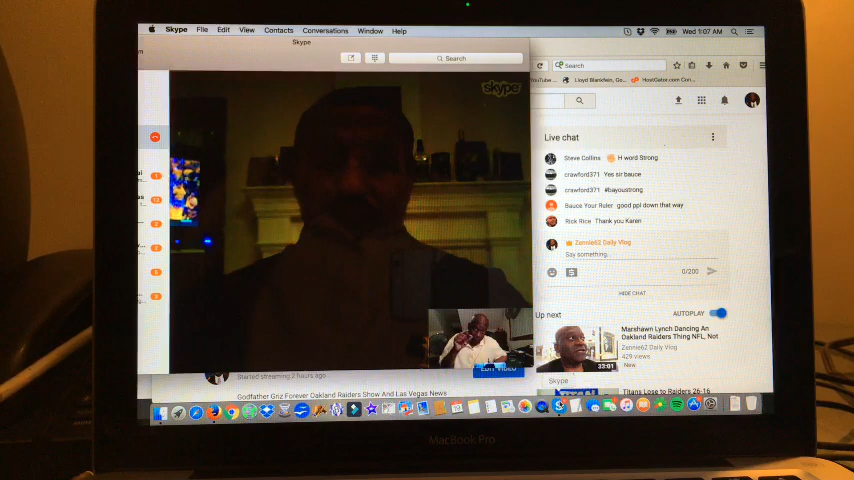 Skype File Edit View Contacts Conversations Window Help Wed 1:07 AM
Skype
Search
Search
YouTube... Lloyd Blankfein, Go... HostGator.com Con...
skype
Live chat
Steve Collins H word Strong
crawford371 Yes sir bauce
crawford371 #bayoustrong
Bauce Your Ruler good ppl down that way
Rick Rice Thank you Karen
Zennie62 Daily Vlog
Say something...
0/200
HIDE CHAT
Up next
AUTOPLAY
Marshawn Lynch Dancing An
Oakland Raiders Thing NFL, Not
Zennie62 Daily Vlog
429 views
New
33:01
EDIT VIDEO
Started streaming 2 hours ago
Skype
Titans Lose to Raiders 26-16
Godfather Griz Forever Oakland Raiders Show And Las Vegas News
MacBook Pro